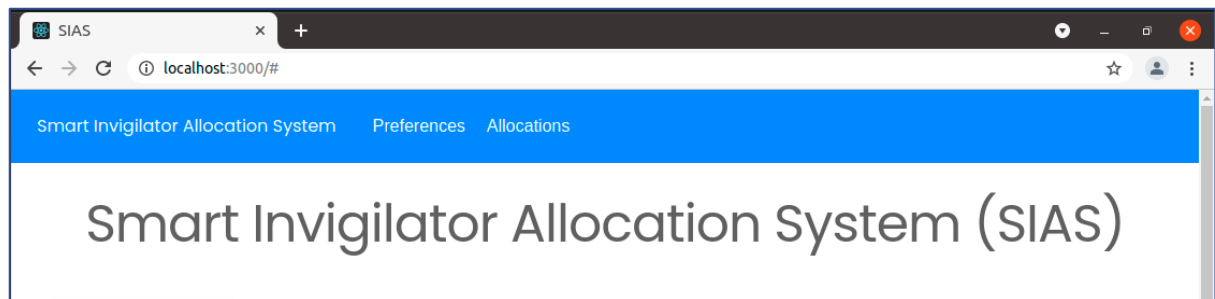 SIAS
localhost:3000/#
Smart Invigilator Allocation System Preferences Allocations
Smart Invigilator Allocation System (SIAS)